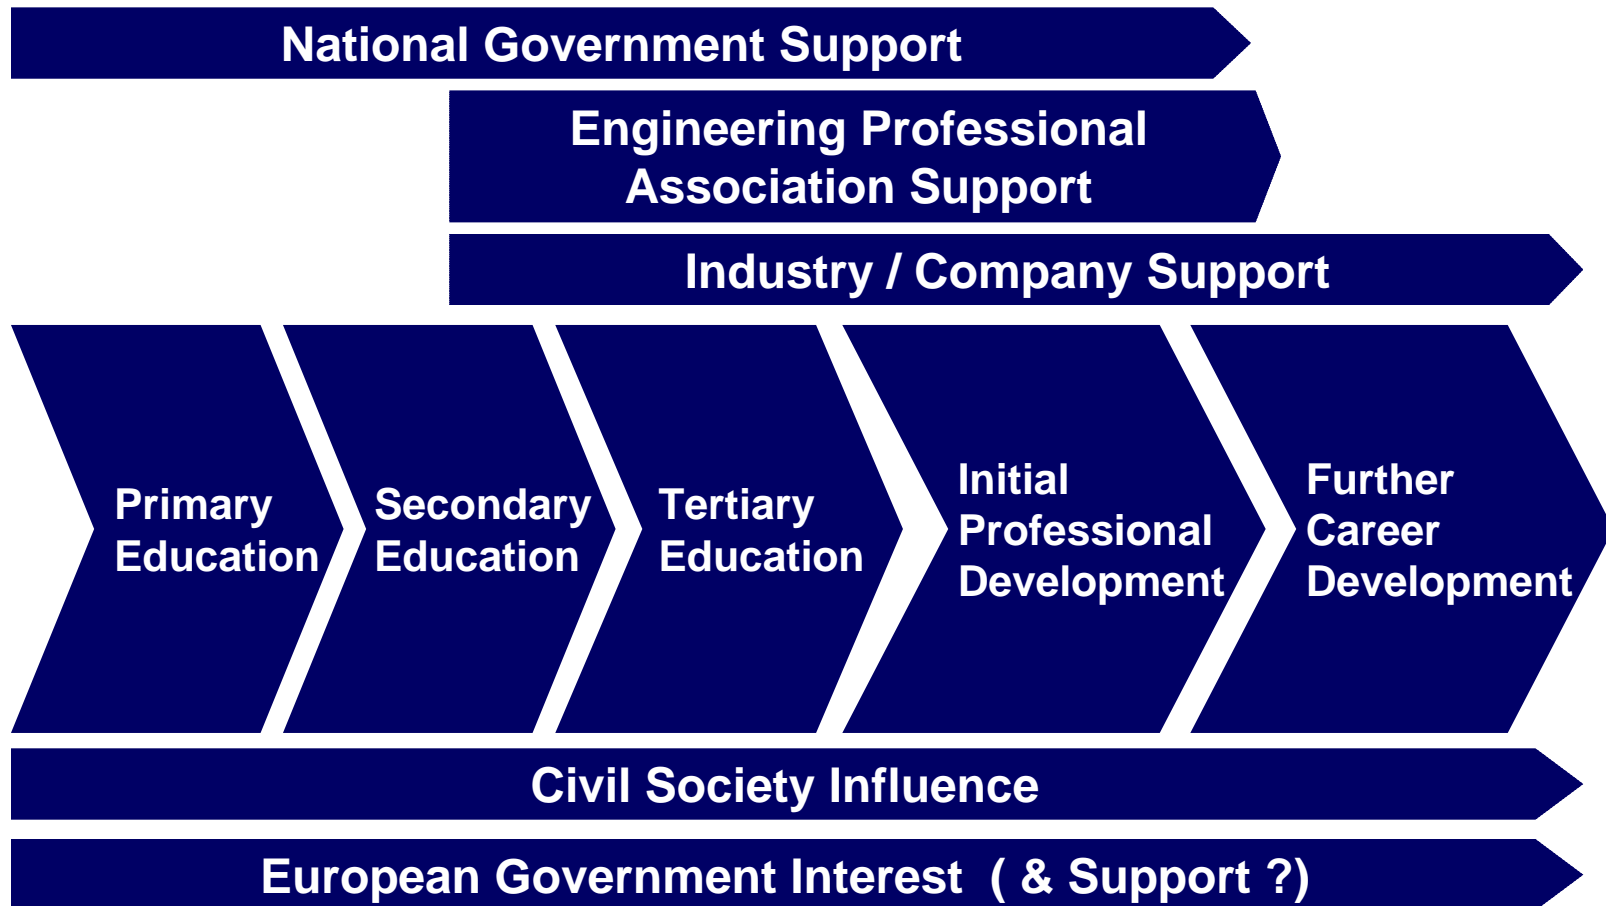 National Government Support
Engineering Professional
Association Support
Industry / Company Support
Primary
Education
Secondary
Education
Tertiary
Education
Initial
Professional
Development
Further
Career
Development
Civil Society Influence
European Government Interest ( & Support ?)